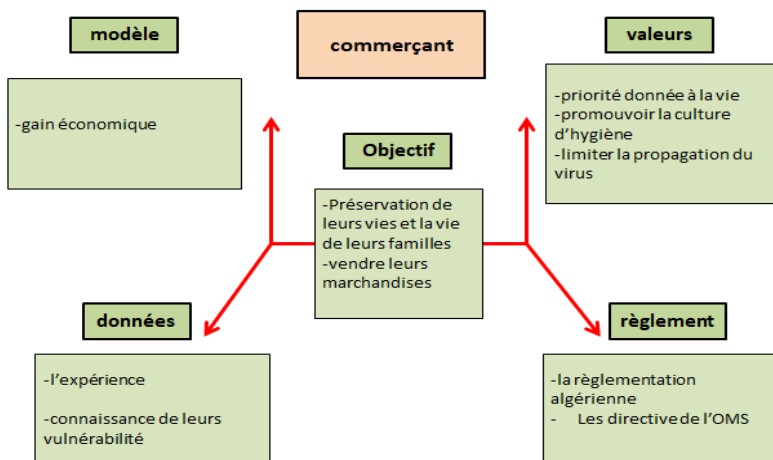 modèle
-gain économique
commerçant
valeurs
-priorité donnée à la vie
-promouvoir la culture
d’hygiène
-limiter la propagation du
virus
Objectif
-Préservation de
leurs vies et la vie
de leurs familles
-vendre leurs
marchandises
données
-l’expérience
-connaissance de leurs
vulnérabilité
règlement
-la règlementation
algérienne
- Les directive de l’OMS